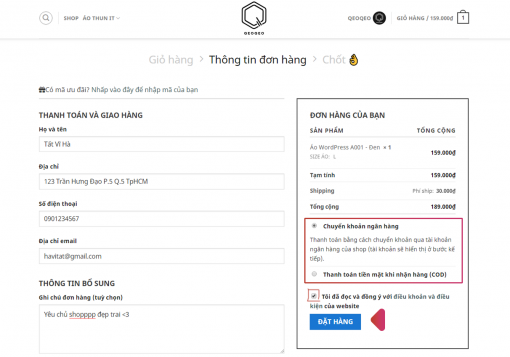 SHOP ÁO THUN IT
QEOQEO
QEOQEO
GIỎ HÀNG / 159.000₫
1
Giỏ hàng > Thông tin đơn hàng > Chốt 👌
Có mã ưu đãi? Nhấp vào đây để nhập mã của bạn
THANH TOÁN VÀ GIAO HÀNG
Họ và tên
Tất Vĩ Hà
Địa chỉ
123 Trần Hưng Đạo P.5 Q.5 TpHCM
Số điện thoại
0901234567
Địa chỉ email
havitat@gmail.com
THÔNG TIN BỔ SUNG
Ghi chú đơn hàng (tuỳ chọn)
Yêu chủ shopppp đẹp trai <3
ĐƠN HÀNG CỦA BẠN
SẢN PHẨM TỔNG CỘNG
Áo WordPress A001 - Đen × 1 159.000₫
SIZE ÁO: L
Tạm tính 159.000₫
Shipping Phí ship: 30.000₫
Tổng cộng 189.000₫
Chuyển khoản ngân hàng
Thanh toán bằng cách chuyển khoản qua tài khoản
ngân hàng của shop (tài khoản sẽ hiển thị ở bước kế
tiếp).
Thanh toán tiền mặt khi nhận hàng (COD)
Tôi đã đọc và đồng ý với điều khoản và điều
kiện của website
ĐẶT HÀNG